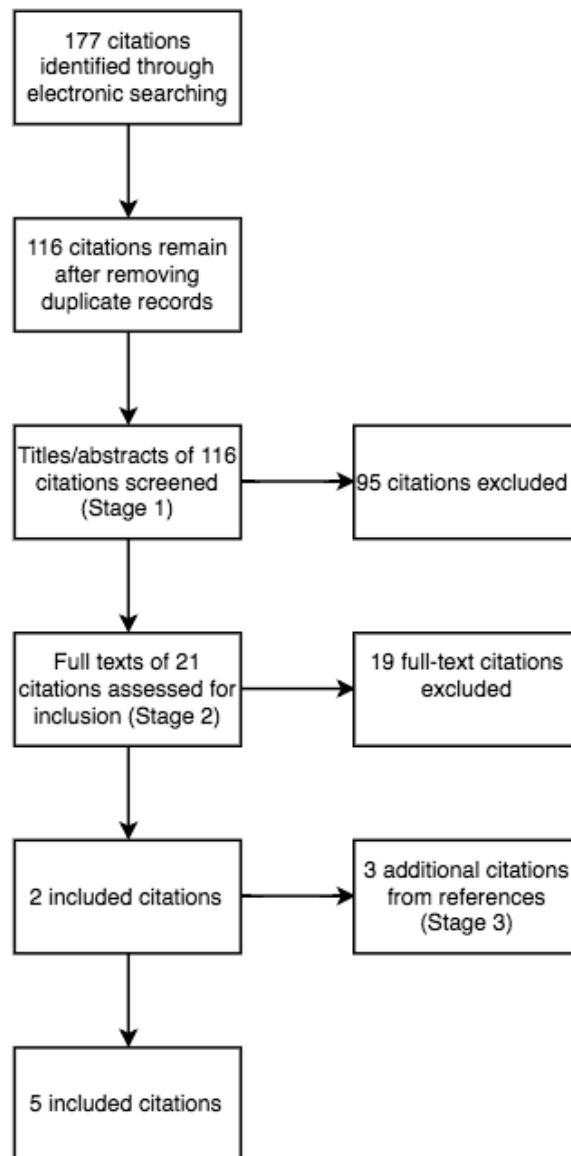 177 citations
identified through
electronic searching
116 citations remain
after removing
duplicate records
Titles/abstracts of 116
citations screened
(Stage 1)
95 citations excluded
Full texts of 21
citations assessed for
inclusion (Stage 2)
19 full-text citations
excluded
2 included citations
3 additional citations
from references
(Stage 3)
5 included citations